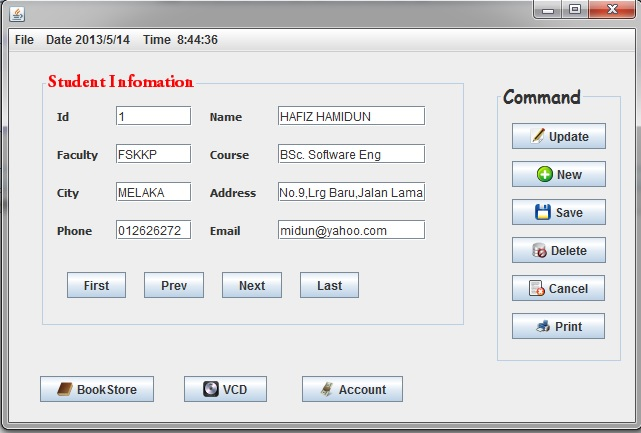 File Date 2013/5/14 Time 8:44:36
Student Infomation
Id 1 Name HAFIZ HAMIDUN
Faculty FSKKP Course BSc. Software Eng
City MELAKA Address No.9,Lrg Baru,Jalan Lama
Phone 012626272 Email midun@yahoo.com
First Prev Next Last
Command
Update
New
Save
Delete
Cancel
Print
BookStore VCD Account